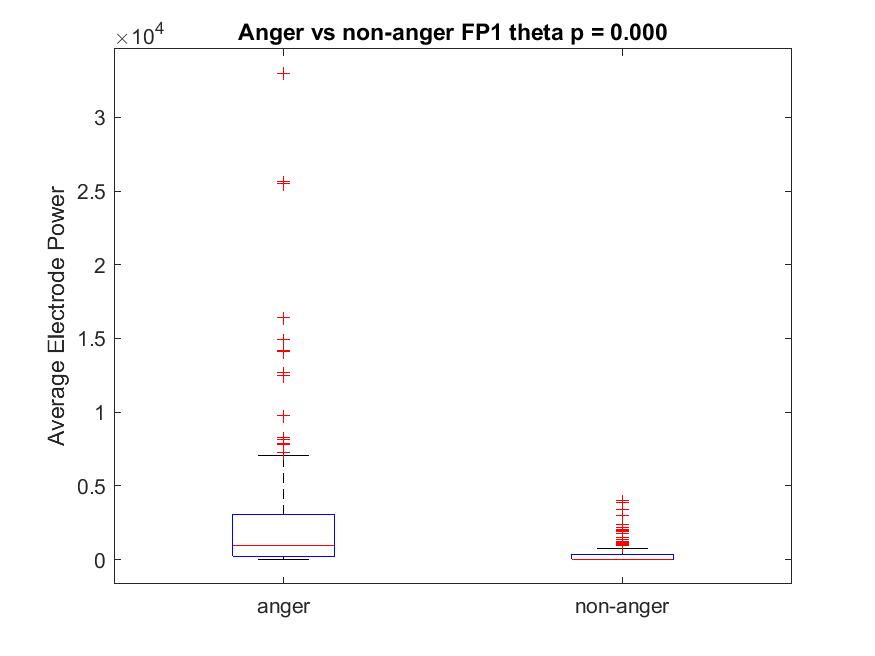 Anger vs non-anger FP1 theta p = 0.000
×10⁴
Average Electrode Power
3
2.5
2
1.5
1
0.5
0
anger
non-anger